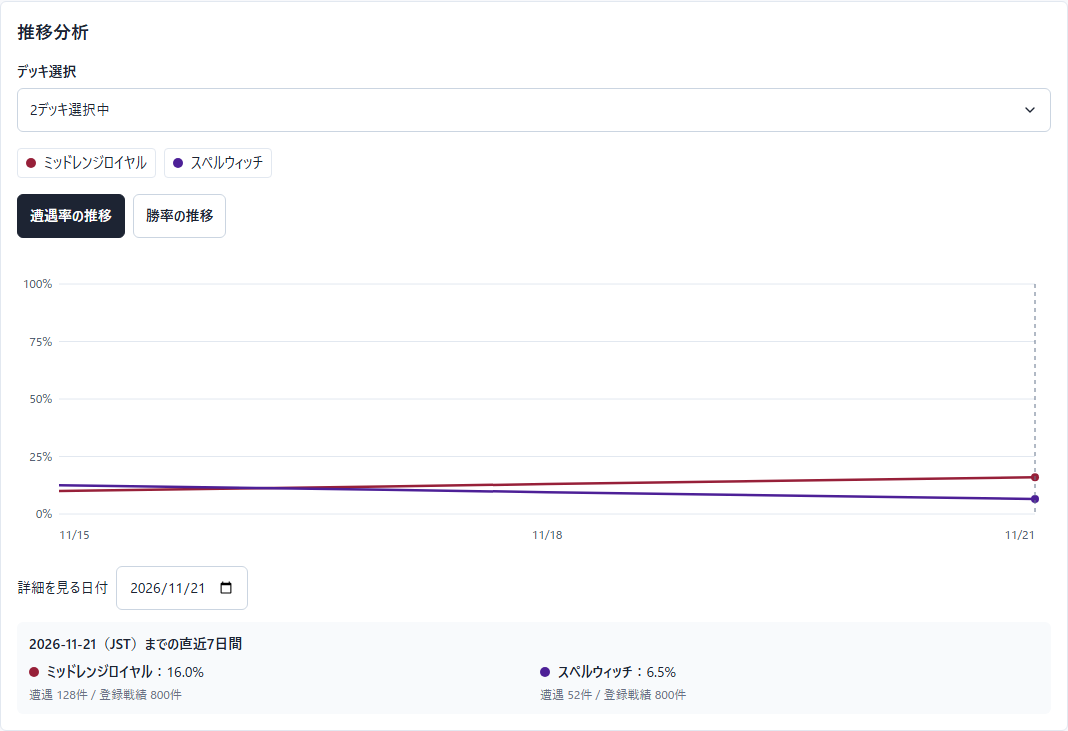 推移分析
デッキ選択
2デッキ選択中
ミッドレンジロイヤル スペルウィッチ
遭遇率の推移 勝率の推移
100%
75%
50%
25%
0%
11/15 11/18 11/21
詳細を見る日付 2026/11/21
2026-11-21（JST）までの直近7日間
ミッドレンジロイヤル：16.0% スペルウィッチ：6.5%
遭遇 128件 / 登録戦績 800件 遭遇 52件 / 登録戦績 800件